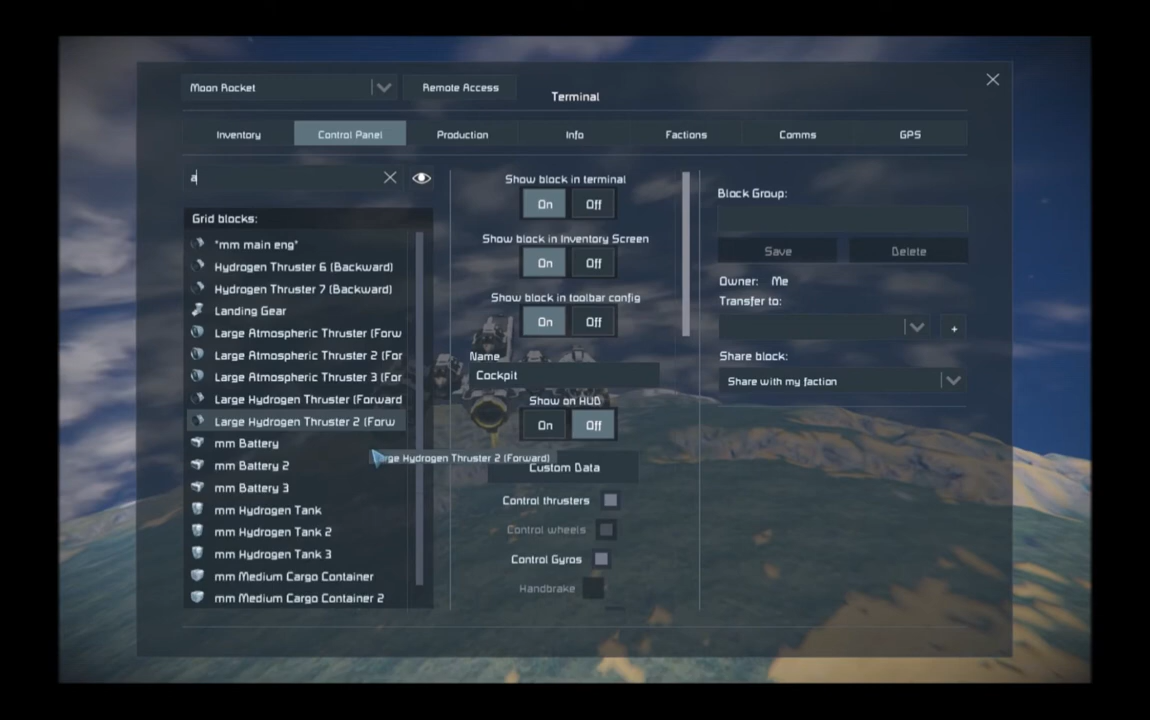 Moon Rocket
Remote Access
Terminal
Inventory
Control Panel
Production
Info
Factions
Comms
GPS
a
Grid blocks:
*mm main eng*
Hydrogen Thruster 6 (Backward)
Hydrogen Thruster 7 (Backward)
Landing Gear
Large Atmospheric Thruster (Forw
Large Atmospheric Thruster 2 (For
Large Atmospheric Thruster 3 (For
Large Hydrogen Thruster (Forward
Large Hydrogen Thruster 2 (Forw
mm Battery
mm Battery 2
mm Battery 3
mm Hydrogen Tank
mm Hydrogen Tank 2
mm Hydrogen Tank 3
mm Medium Cargo Container
mm Medium Cargo Container 2
Large Hydrogen Thruster 2 (Forward)
Show block in terminal
On Off
Show block in Inventory Screen
On Off
Show block in toolbar config
On Off
Name
Cockpit
Show on HUD
On Off
Custom Data
Control thrusters
Control wheels
Control Gyros
Handbrake
Block Group:
Save
Delete
Owner: Me
Transfer to:
+
Share block:
Share with my faction